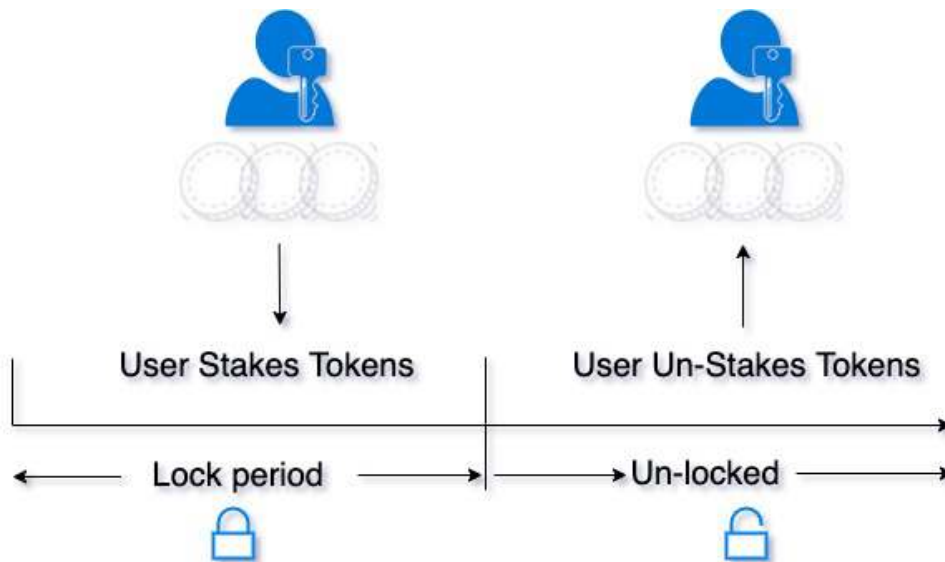 User Stakes Tokens
User Un-Stakes Tokens
Lock period
Un-locked